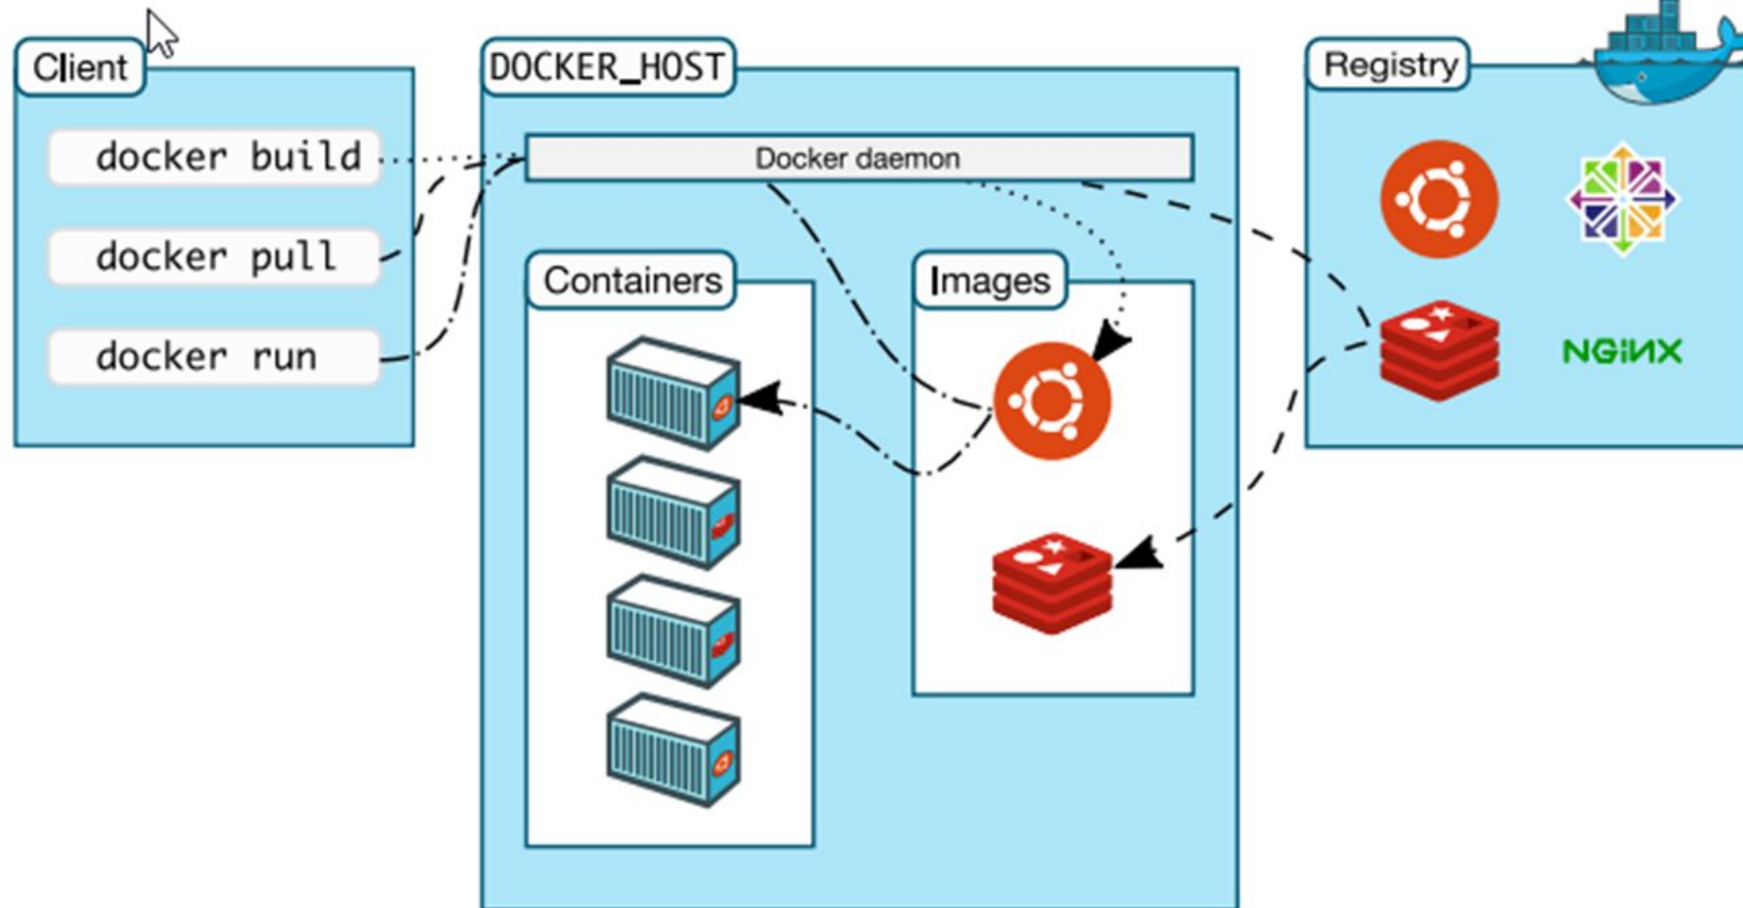 Client
docker build
docker pull
docker run
DOCKER_HOST
Docker daemon
Containers
Images
Registry
NGiNX